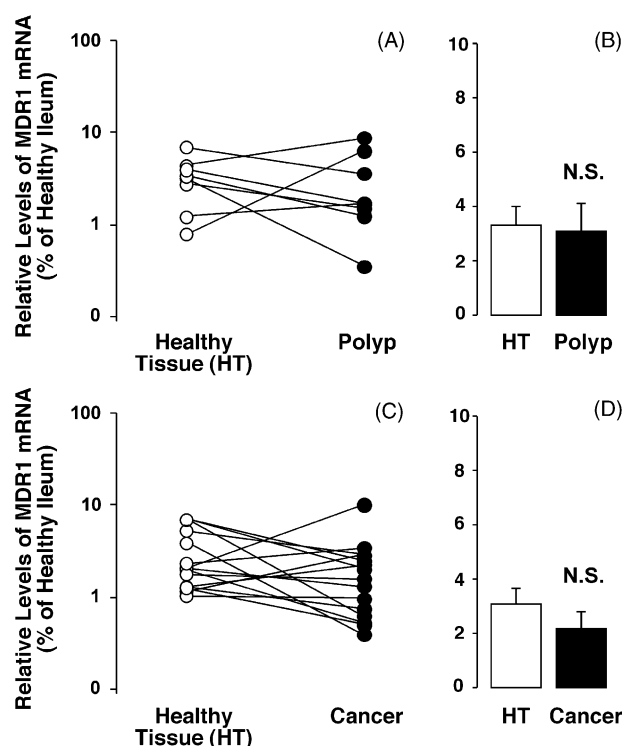 Relative Levels of MDR1 mRNA
(% of Healthy Ileum)
100
10
1
0
(A)
Healthy
Tissue (HT)
Polyp
10
8
6
4
2
0
(B)
N.S.
HT
Polyp
Relative Levels of MDR1 mRNA
(% of Healthy Ileum)
100
10
1
0
(C)
Healthy
Tissue (HT)
Cancer
10
8
6
4
2
0
(D)
N.S.
HT
Cancer